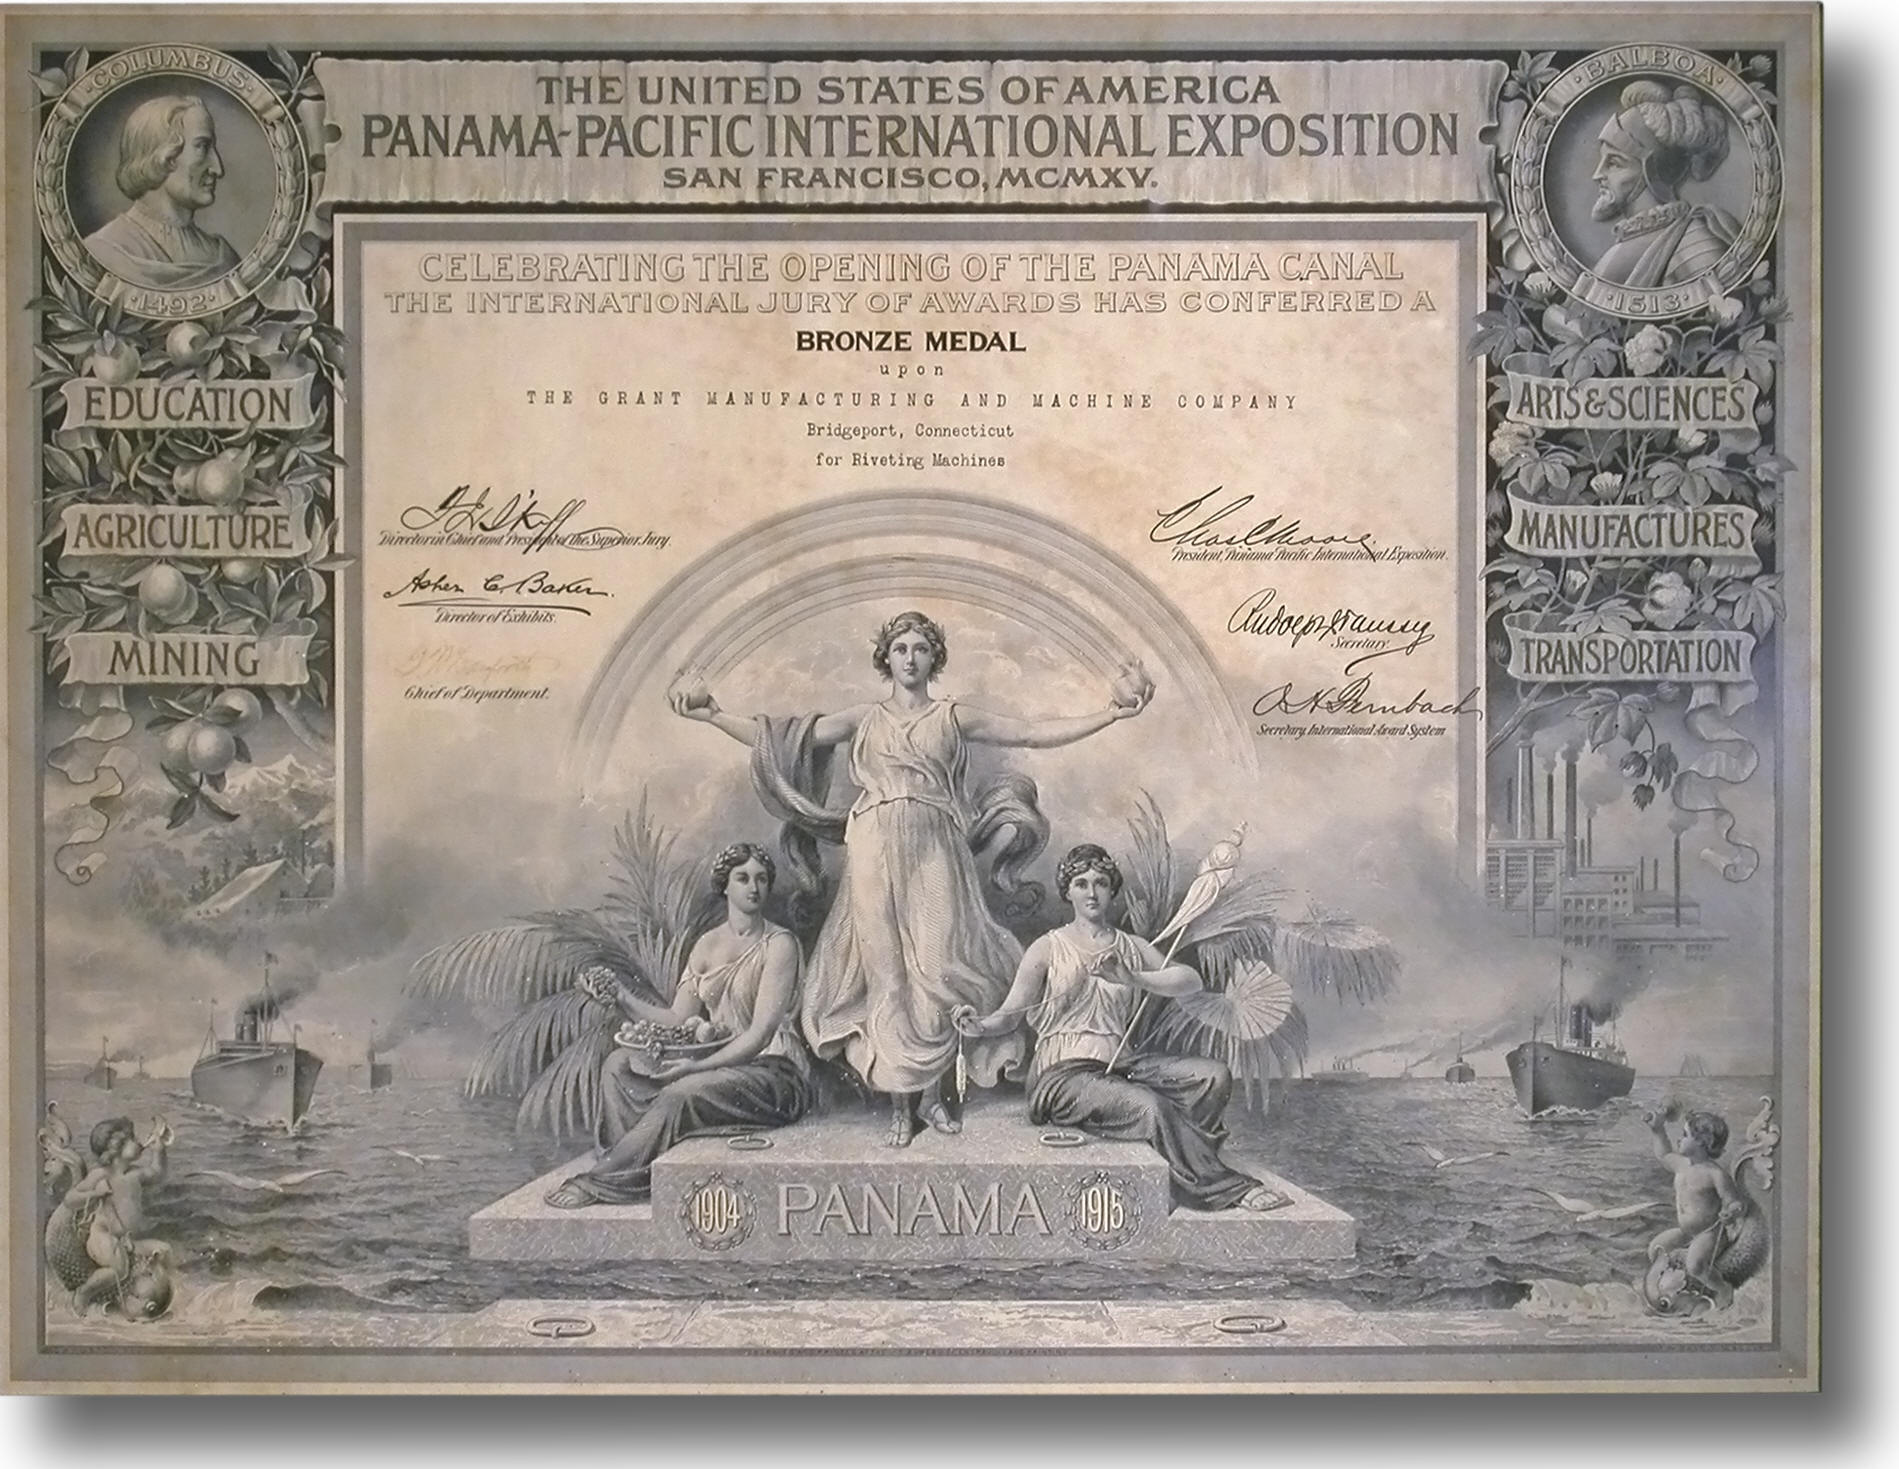 COLUMBUS
1492
BALBOA
1513
THE UNITED STATES OF AMERICA
PANAMA-PACIFIC INTERNATIONAL EXPOSITION
SAN FRANCISCO, MCMXV.
CELEBRATING THE OPENING OF THE PANAMA CANAL
THE INTERNATIONAL JURY OF AWARDS HAS CONFERRED A
BRONZE MEDAL
upon
THE GRANT MANUFACTURING AND MACHINE COMPANY
Bridgeport, Connecticut
for Riveting Machines
EDUCATION
AGRICULTURE
MINING
ARTS & SCIENCES
MANUFACTURES
TRANSPORTATION
Director in Chief and President of the Superior Jury.
Asher C. Baker.
Director of Exhibits.
Chief of Department.
Chas C Moore.
President, Panama Pacific International Exposition.
Secretary.
Secretary, International Award System
1904 PANAMA 1915